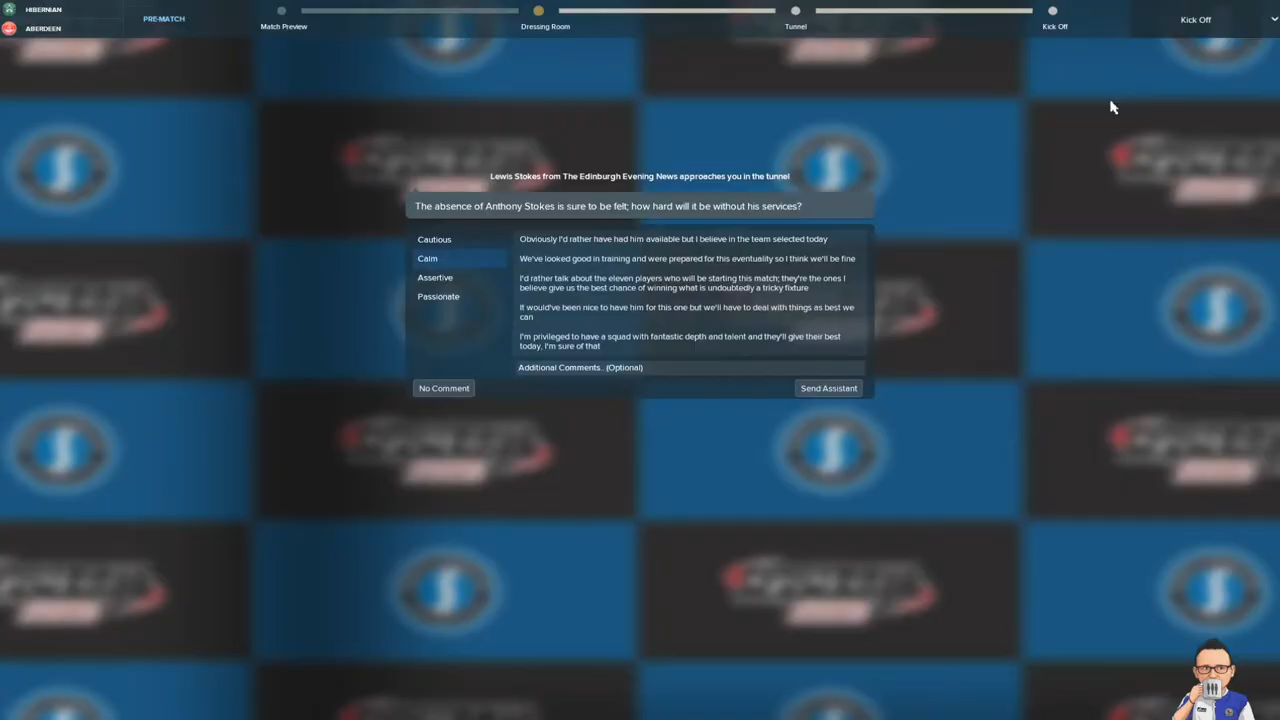 HIBERNIAN
ABERDEEN
PRE-MATCH
Match Preview
Dressing Room
Tunnel
Kick Off
Kick Off
Lewis Stokes from The Edinburgh Evening News approaches you in the tunnel
The absence of Anthony Stokes is sure to be felt; how hard will it be without his services?
Cautious
Calm
Assertive
Passionate
Obviously I'd rather have had him available but I believe in the team selected today
We've looked good in training and were prepared for this eventuality so I think we'll be fine
I'd rather talk about the eleven players who will be starting this match; they're the ones I
believe give us the best chance of winning what is undoubtedly a tricky fixture
It would've been nice to have him for this one but we'll have to deal with things as best we
can
I'm privileged to have a squad with fantastic depth and talent and they'll give their best
today, I'm sure of that
Additional Comments.. (Optional)
No Comment
Send Assistant